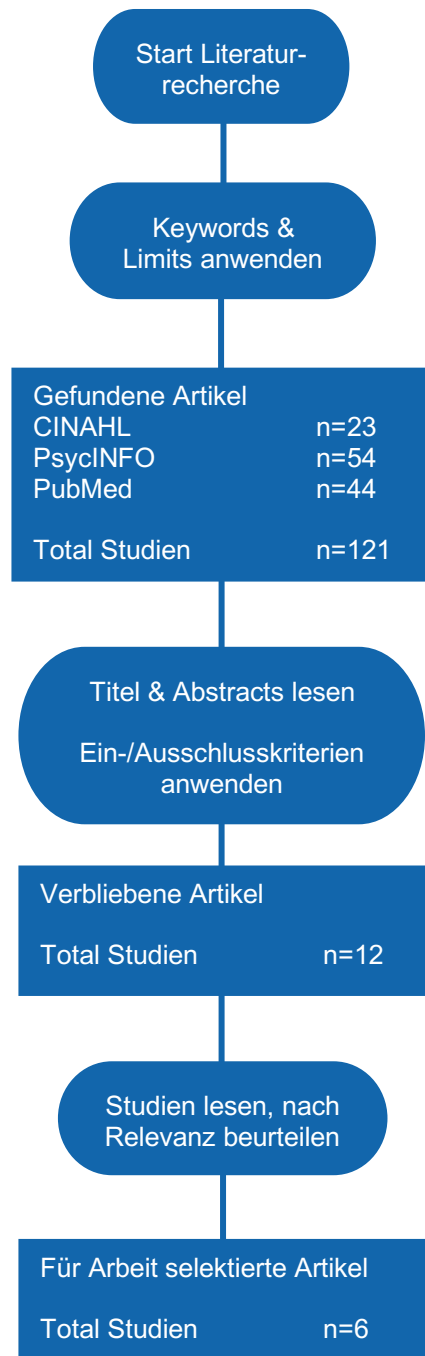 Start Literatur-
recherche
Keywords &
Limits anwenden
Gefundene Artikel
CINAHL n=23
PsycINFO n=54
PubMed n=44
Total Studien n=121
Titel & Abstracts lesen
Ein-/Ausschlusskriterien
anwenden
Verbliebene Artikel
Total Studien n=12
Studien lesen, nach
Relevanz beurteilen
Für Arbeit selektierte Artikel
Total Studien n=6